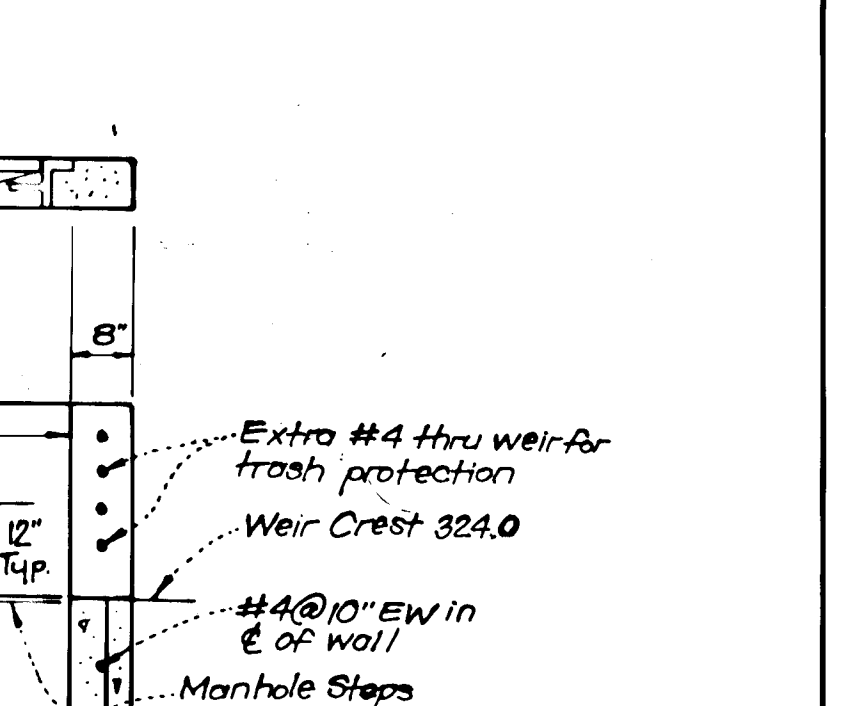 8"
Extra #4 thru weir for
trash protection
12"
Typ.
Weir Crest 324.0
#4@10" EW in
℄ of wall
Manhole Steps